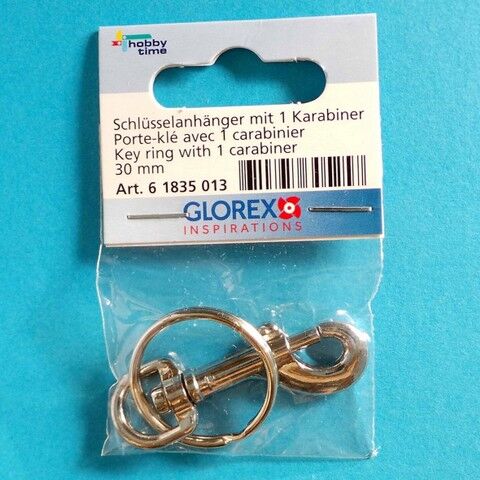 hobby
time
Schlüsselanhänger mit 1 Karabiner
Porte-klé avec 1 carabinier
Key ring with 1 carabiner
30 mm
Art. 6 1835 013
GLOREX
INSPIRATIONS